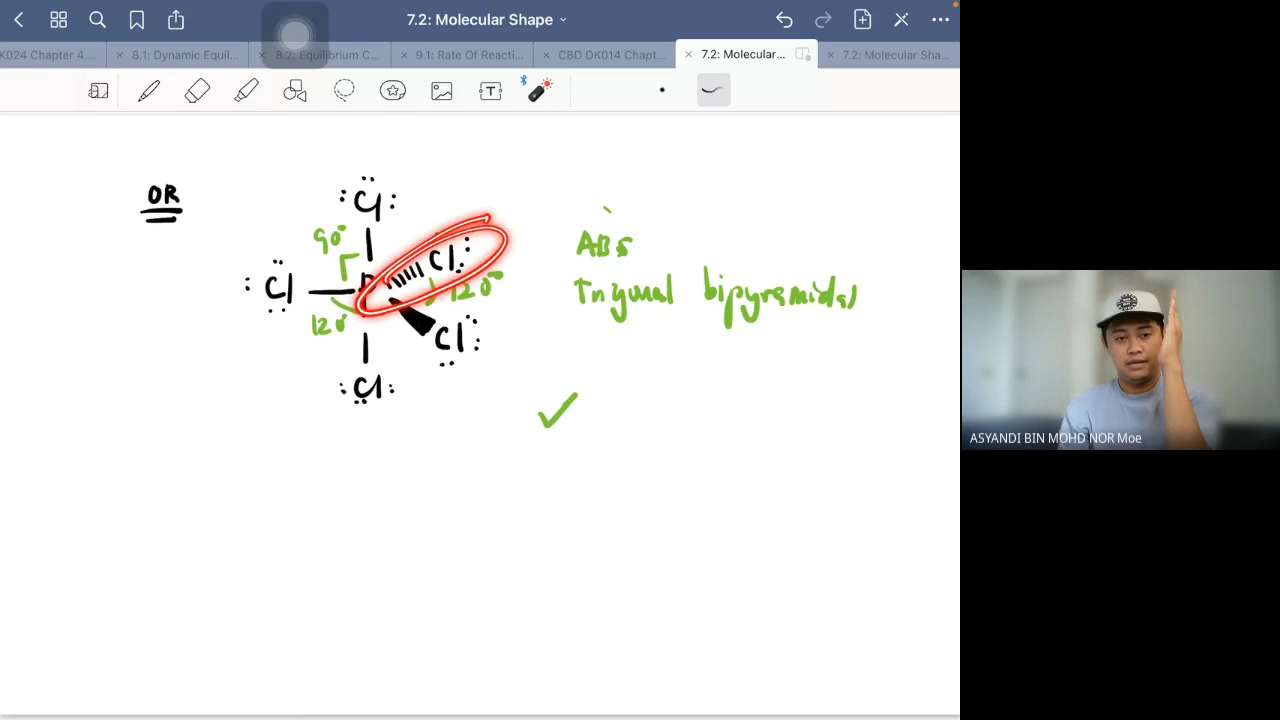 7.2: Molecular Shape
K024 Chapter 4....
8.1: Dynamic Equil...
8.2: Equilibrium C...
9.1: Rate Of Reacti...
CBD DK014 Chapt...
7.2: Molecular...
7.2: Molecular Sha...
T
OR
Cl
90°
Cl
AB5
Cl
P
120°
Trigonal bipyramidal
120°
Cl
Cl
ASYANDI BIN MOHD NOR Moe